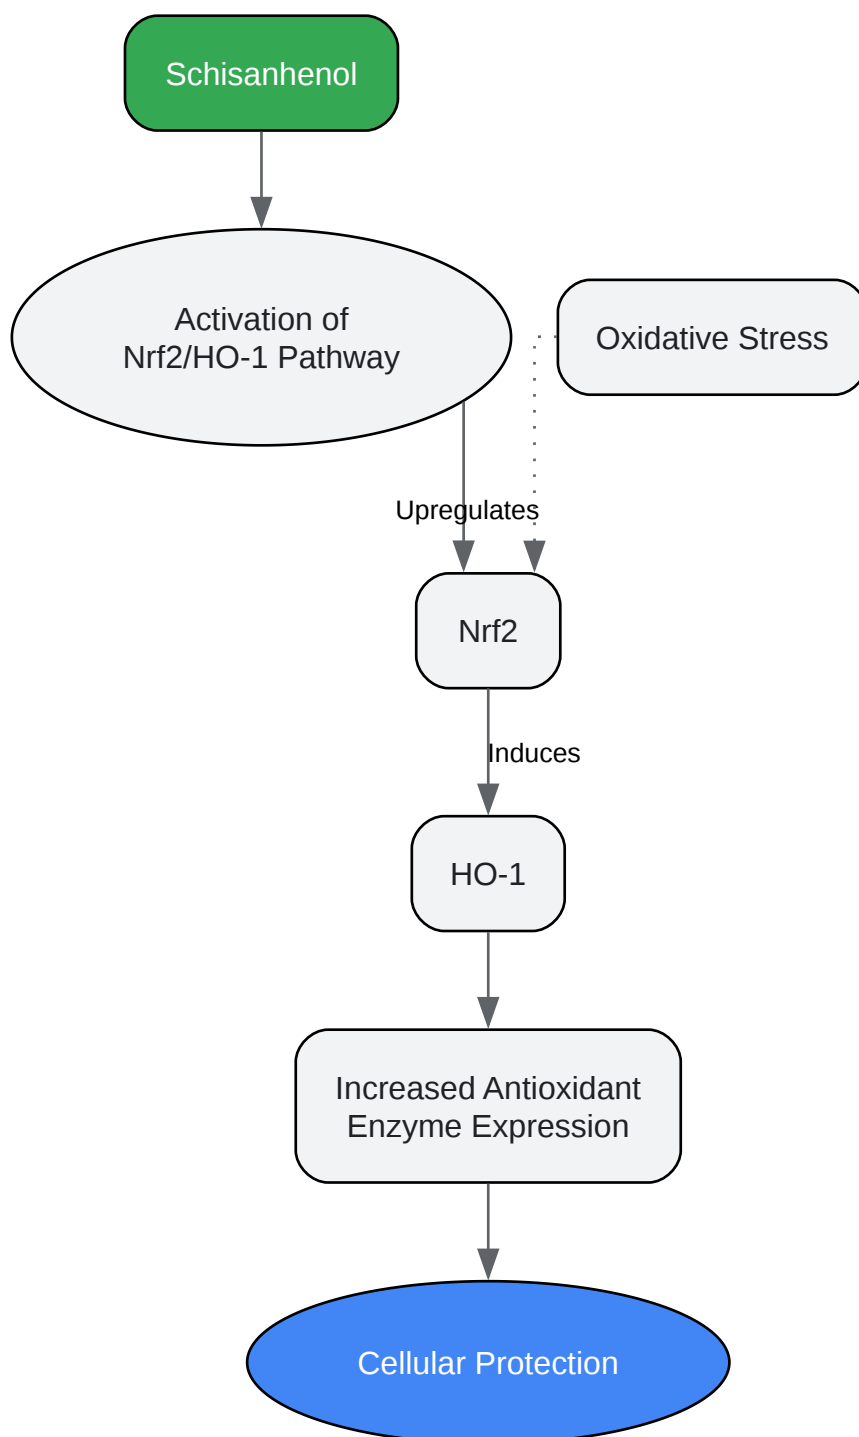 Schisanhenol
Activation of
Nrf2/HO-1 Pathway
Oxidative Stress
Upregulates
Nrf2
Induces
HO-1
Increased Antioxidant
Enzyme Expression
Cellular Protection